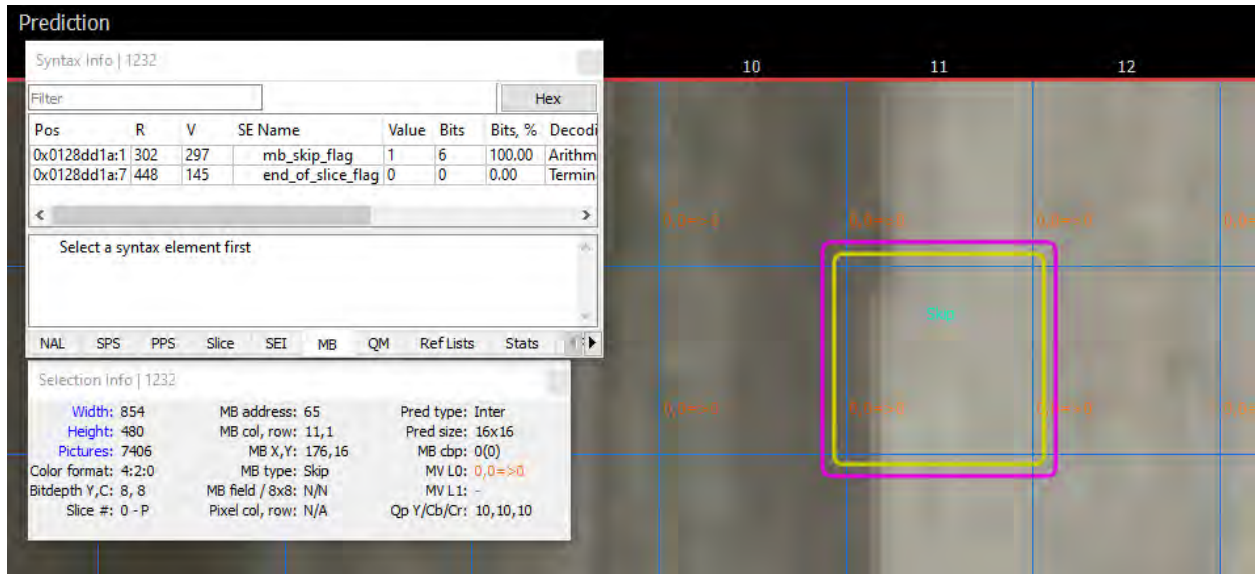 Prediction
Syntax Info | 1232
10 11 12
Filter Hex
Pos R V SE Name Value Bits Bits, % Decodi
0x0128dd1a:1 302 297 mb_skip_flag 1 6 100.00 Arithm
0x0128dd1a:7 448 145 end_of_slice_flag 0 0 0.00 Termin
Select a syntax element first
Skip
NAL SPS PPS Slice SEI MB QM Ref Lists Stats
Selection Info | 1232
Width: 854 MB address: 65 Pred type: Inter
Height: 480 MB col, row: 11,1 Pred size: 16x16
Pictures: 7406 MB X,Y: 176,16 MB cbp: 0(0)
Color format: 4:2:0 MB type: Skip MV L0: 0,0=>0
Bitdepth Y,C: 8, 8 MB field / 8x8: N/N MV L1: -
Slice #: 0 - P Pixel col, row: N/A Qp Y/Cb/Cr: 10,10,10